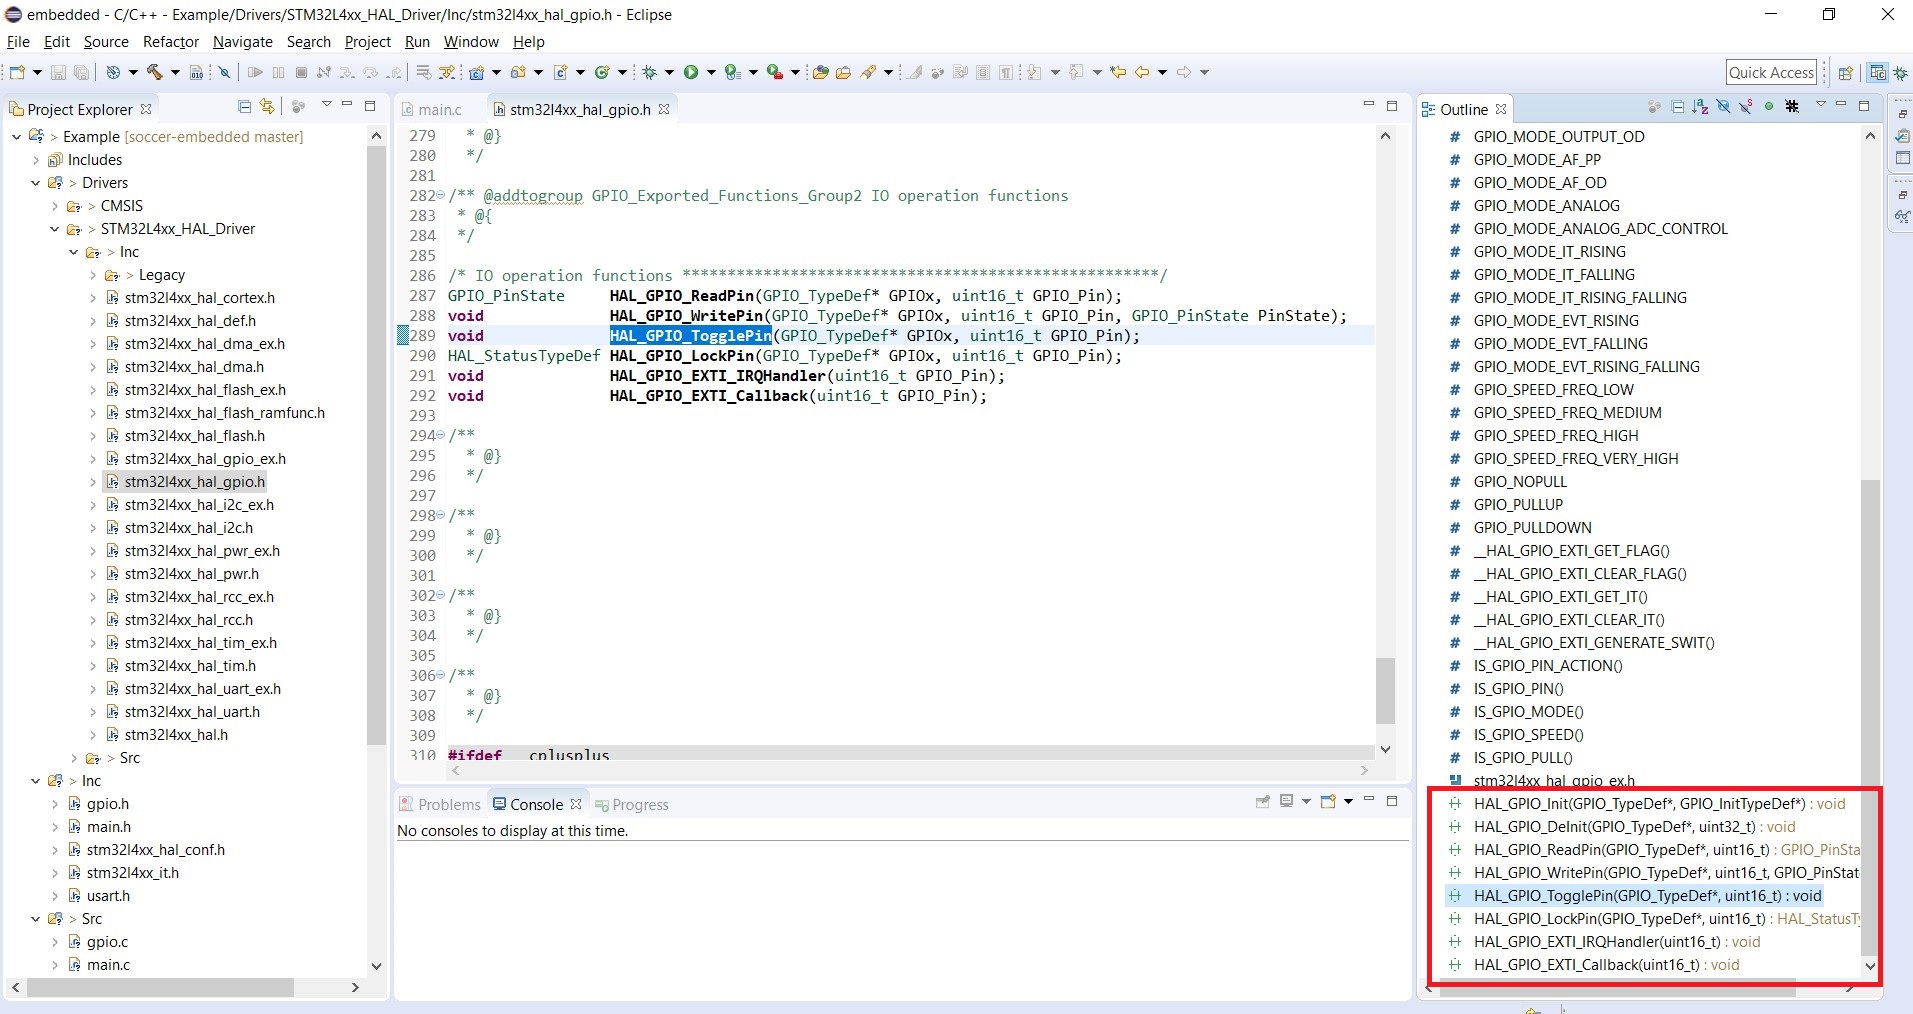 embedded - C/C++ - Example/Drivers/STM32L4xx_HAL_Driver/Inc/stm32l4xx_hal_gpio.h - Eclipse
File Edit Source Refactor Navigate Search Project Run Window Help
Quick Access
Project Explorer
Example [soccer-embedded master]
Includes
> Drivers
> CMSIS
> STM32L4xx_HAL_Driver
> Inc
> Legacy
stm32l4xx_hal_cortex.h
stm32l4xx_hal_def.h
stm32l4xx_hal_dma_ex.h
stm32l4xx_hal_dma.h
stm32l4xx_hal_flash_ex.h
stm32l4xx_hal_flash_ramfunc.h
stm32l4xx_hal_flash.h
stm32l4xx_hal_gpio_ex.h
stm32l4xx_hal_gpio.h
stm32l4xx_hal_i2c_ex.h
stm32l4xx_hal_i2c.h
stm32l4xx_hal_pwr_ex.h
stm32l4xx_hal_pwr.h
stm32l4xx_hal_rcc_ex.h
stm32l4xx_hal_rcc.h
stm32l4xx_hal_tim_ex.h
stm32l4xx_hal_tim.h
stm32l4xx_hal_uart_ex.h
stm32l4xx_hal_uart.h
stm32l4xx_hal.h
> Src
> Inc
gpio.h
main.h
stm32l4xx_hal_conf.h
stm32l4xx_it.h
usart.h
> Src
gpio.c
main.c
main.c stm32l4xx_hal_gpio.h
279 * @}
280 */
281
282 /** @addtogroup GPIO_Exported_Functions_Group2 IO operation functions
283 * @{
284 */
285
286 /* IO operation functions *****************************************************/
287 GPIO_PinState HAL_GPIO_ReadPin(GPIO_TypeDef* GPIOx, uint16_t GPIO_Pin);
288 void HAL_GPIO_WritePin(GPIO_TypeDef* GPIOx, uint16_t GPIO_Pin, GPIO_PinState PinState);
289 void HAL_GPIO_TogglePin(GPIO_TypeDef* GPIOx, uint16_t GPIO_Pin);
290 HAL_StatusTypeDef HAL_GPIO_LockPin(GPIO_TypeDef* GPIOx, uint16_t GPIO_Pin);
291 void HAL_GPIO_EXTI_IRQHandler(uint16_t GPIO_Pin);
292 void HAL_GPIO_EXTI_Callback(uint16_t GPIO_Pin);
293
294 /**
295 * @}
296 */
297
298 /**
299 * @}
300 */
301
302 /**
303 * @}
304 */
305
306 /**
307 * @}
308 */
309
310 #ifdef __cplusplus
Problems Console Progress
No consoles to display at this time.
Outline
# GPIO_MODE_OUTPUT_OD
# GPIO_MODE_AF_PP
# GPIO_MODE_AF_OD
# GPIO_MODE_ANALOG
# GPIO_MODE_ANALOG_ADC_CONTROL
# GPIO_MODE_IT_RISING
# GPIO_MODE_IT_FALLING
# GPIO_MODE_IT_RISING_FALLING
# GPIO_MODE_EVT_RISING
# GPIO_MODE_EVT_FALLING
# GPIO_MODE_EVT_RISING_FALLING
# GPIO_SPEED_FREQ_LOW
# GPIO_SPEED_FREQ_MEDIUM
# GPIO_SPEED_FREQ_HIGH
# GPIO_SPEED_FREQ_VERY_HIGH
# GPIO_NOPULL
# GPIO_PULLUP
# GPIO_PULLDOWN
# __HAL_GPIO_EXTI_GET_FLAG()
# __HAL_GPIO_EXTI_CLEAR_FLAG()
# __HAL_GPIO_EXTI_GET_IT()
# __HAL_GPIO_EXTI_CLEAR_IT()
# __HAL_GPIO_EXTI_GENERATE_SWIT()
# IS_GPIO_PIN_ACTION()
# IS_GPIO_PIN()
# IS_GPIO_MODE()
# IS_GPIO_SPEED()
# IS_GPIO_PULL()
stm32l4xx_hal_gpio_ex.h
HAL_GPIO_Init(GPIO_TypeDef*, GPIO_InitTypeDef*) : void
HAL_GPIO_DeInit(GPIO_TypeDef*, uint32_t) : void
HAL_GPIO_ReadPin(GPIO_TypeDef*, uint16_t) : GPIO_PinSta
HAL_GPIO_WritePin(GPIO_TypeDef*, uint16_t, GPIO_PinStat
HAL_GPIO_TogglePin(GPIO_TypeDef*, uint16_t) : void
HAL_GPIO_LockPin(GPIO_TypeDef*, uint16_t) : HAL_StatusTy
HAL_GPIO_EXTI_IRQHandler(uint16_t) : void
HAL_GPIO_EXTI_Callback(uint16_t) : void